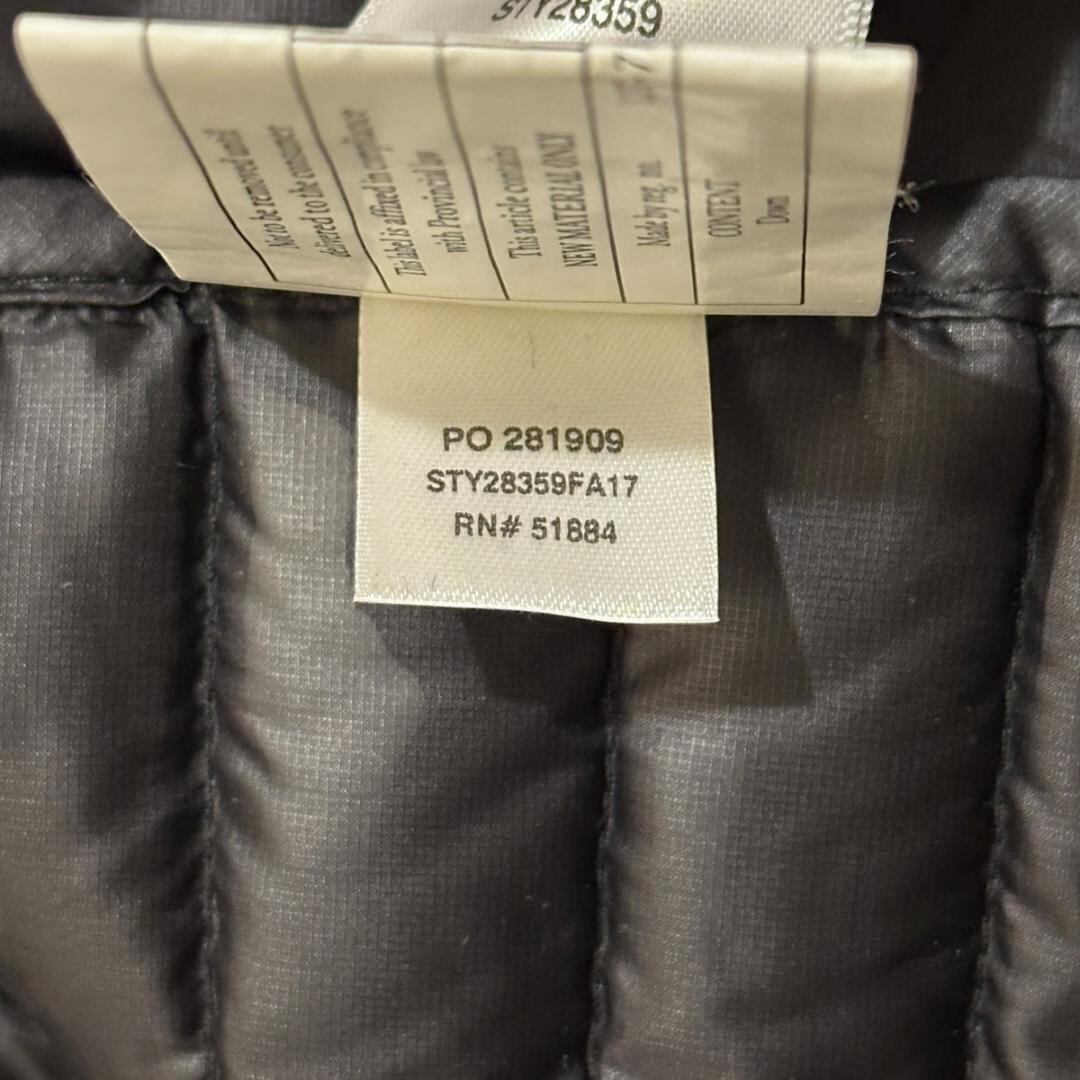 STY28359
Not to be removed until
delivered to the consumer
This label is affixed in compliance
with Provincial law
This article contains
NEW MATERIAL ONLY
Made by reg. no.
CONTENT
Down
PO 281909
STY28359FA17
RN# 51884